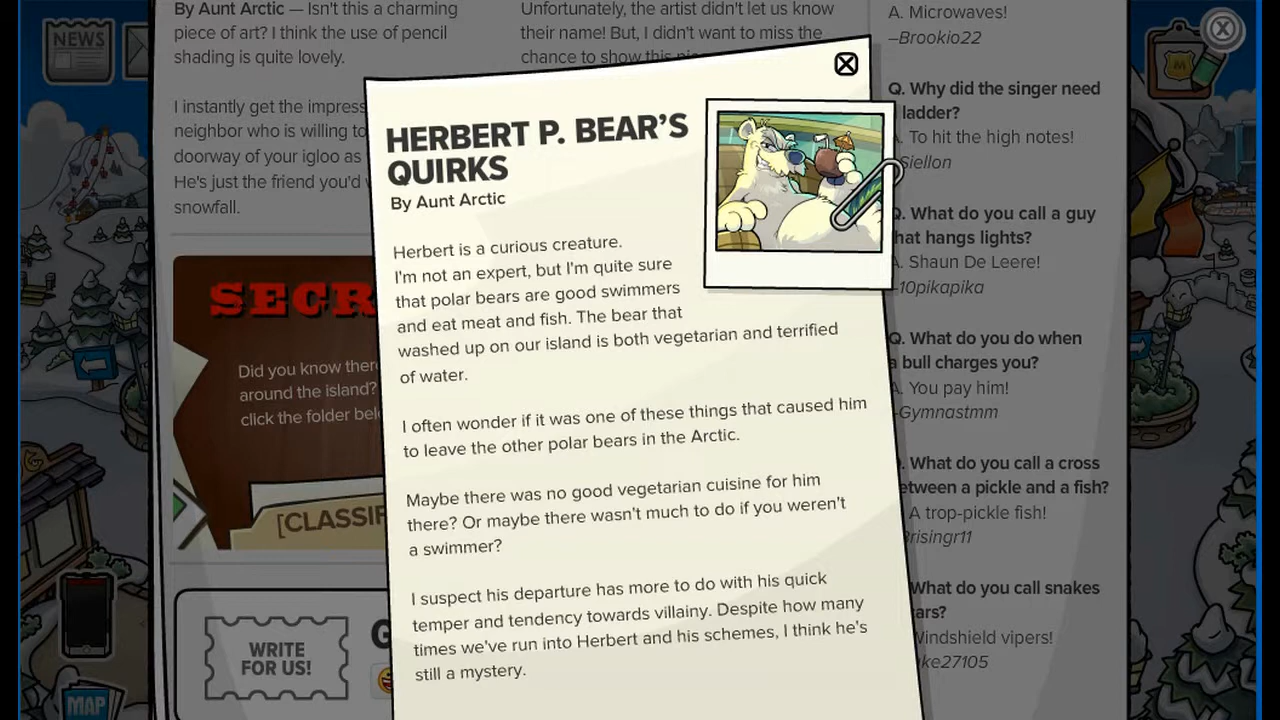 NEWS
By Aunt Arctic — Isn't this a charming
piece of art? I think the use of pencil
shading is quite lovely.
I instantly get the
neighbor who is willing to
doorway of your igloo as
He's just the friend you'd
snowfall.
Did you know
around the island?
click the folder
WRITE
FOR US!
MAP
Unfortunately, the artist didn't let us know
their name! But, I didn't want to miss the
chance to show this
HERBERT P. BEAR'S
QUIRKS
By Aunt Arctic
Herbert is a curious creature.
I'm not an expert, but I'm quite sure
that polar bears are good swimmers
and eat meat and fish. The bear that
washed up on our island is both vegetarian and terrified
of water.
I often wonder if it was one of these things that caused him
to leave the other polar bears in the Arctic.
Maybe there was no good vegetarian cuisine for him
there? Or maybe there wasn't much to do if you weren't
a swimmer?
I suspect his departure has more to do with his quick
temper and tendency towards villainy. Despite how many
times we've run into Herbert and his schemes, I think he's
still a mystery.
A. Microwaves!
–Brookio22
Q. Why did the singer need
ladder?
A. To hit the high notes!
Siellon
Q. What do you call a guy
that hangs lights?
A. Shaun De Leere!
–10pikapika
Q. What do you do when
a bull charges you?
A. You pay him!
–Gymnastmm
What do you call a cross
between a pickle and a fish?
A trop-pickle fish!
What do you call snakes
Windshield vipers!